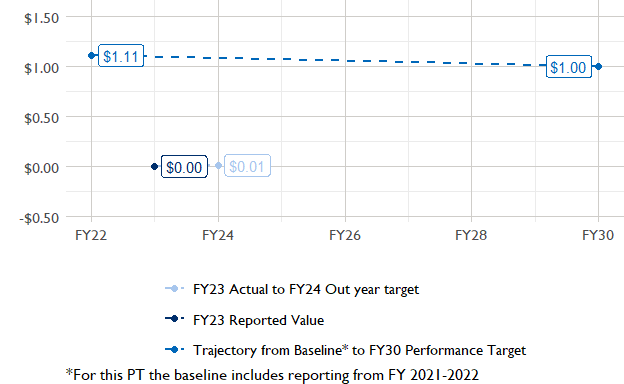 $1.50
$1.11
$1.00
$1.00
$0.50
$0.00
$0.00
$0.01
-$0.50
FY22 FY24 FY26 FY28 FY30
FY23 Actual to FY24 Out year target
FY23 Reported Value
Trajectory from Baseline* to FY30 Performance Target
*For this PT the baseline includes reporting from FY 2021-2022